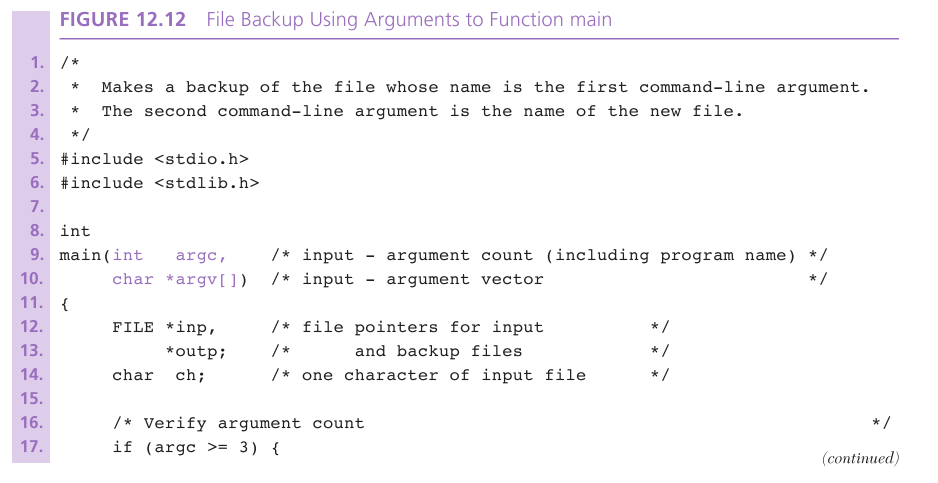 FIGURE 12.12 File Backup Using Arguments to Function main
1. /*
2.  *  Makes a backup of the file whose name is the first command-line argument.
3.  *  The second command-line argument is the name of the new file.
4.  */
5. #include <stdio.h>
6. #include <stdlib.h>
7.
8. int
9. main(int   argc,    /* input - argument count (including program name) */
10.      char *argv[])  /* input - argument vector                         */
11. {
12.      FILE *inp,     /* file pointers for input          */
13.           *outp;    /*      and backup files            */
14.      char  ch;      /* one character of input file      */
15.
16.      /* Verify argument count                                                */
17.      if (argc >= 3) {
(continued)